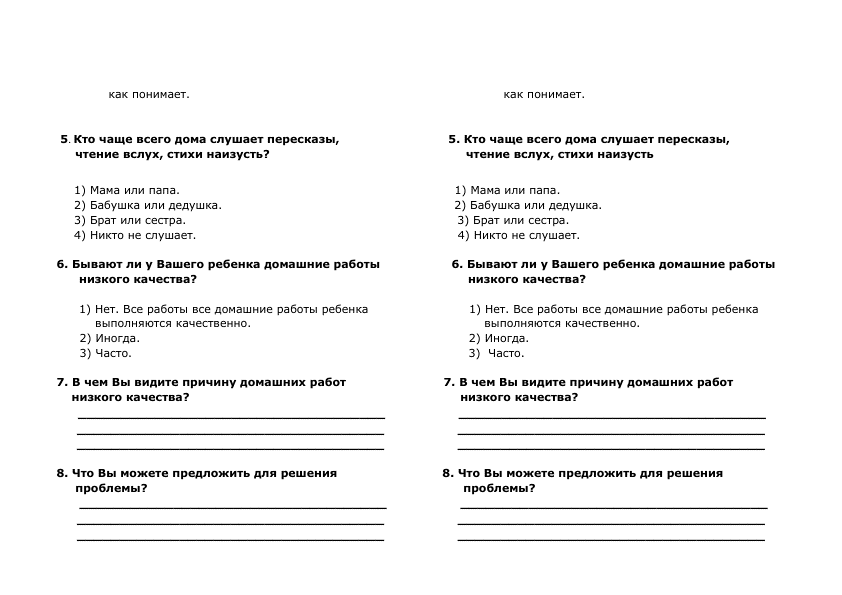 как понимает.
5. Кто чаще всего дома слушает пересказы,
чтение вслух, стихи наизусть?
1) Мама или папа.
2) Бабушка или дедушка.
3) Брат или сестра.
4) Никто не слушает.
6. Бывают ли у Вашего ребенка домашние работы
низкого качества?
1) Нет. Все работы все домашние работы ребенка
выполняются качественно.
2) Иногда.
3) Часто.
7. В чем Вы видите причину домашних работ
низкого качества?
8. Что Вы можете предложить для решения
проблемы?
как понимает.
5. Кто чаще всего дома слушает пересказы,
чтение вслух, стихи наизусть
1) Мама или папа.
2) Бабушка или дедушка.
3) Брат или сестра.
4) Никто не слушает.
6. Бывают ли у Вашего ребенка домашние работы
низкого качества?
1) Нет. Все работы все домашние работы ребенка
выполняются качественно.
2) Иногда.
3) Часто.
7. В чем Вы видите причину домашних работ
низкого качества?
8. Что Вы можете предложить для решения
проблемы?